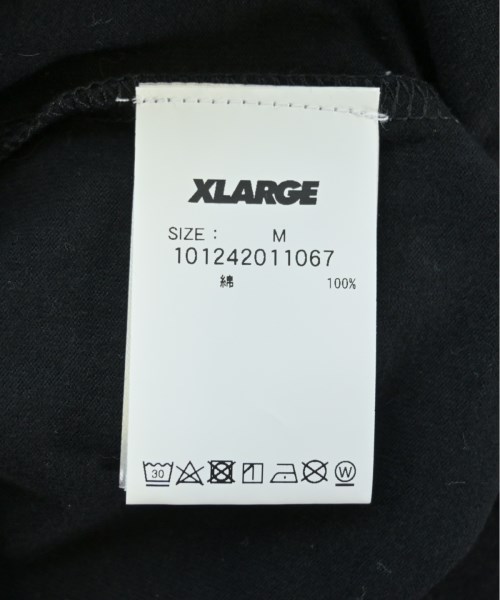 XLARGE
SIZE : M
101242011067
綿 100%
30
W